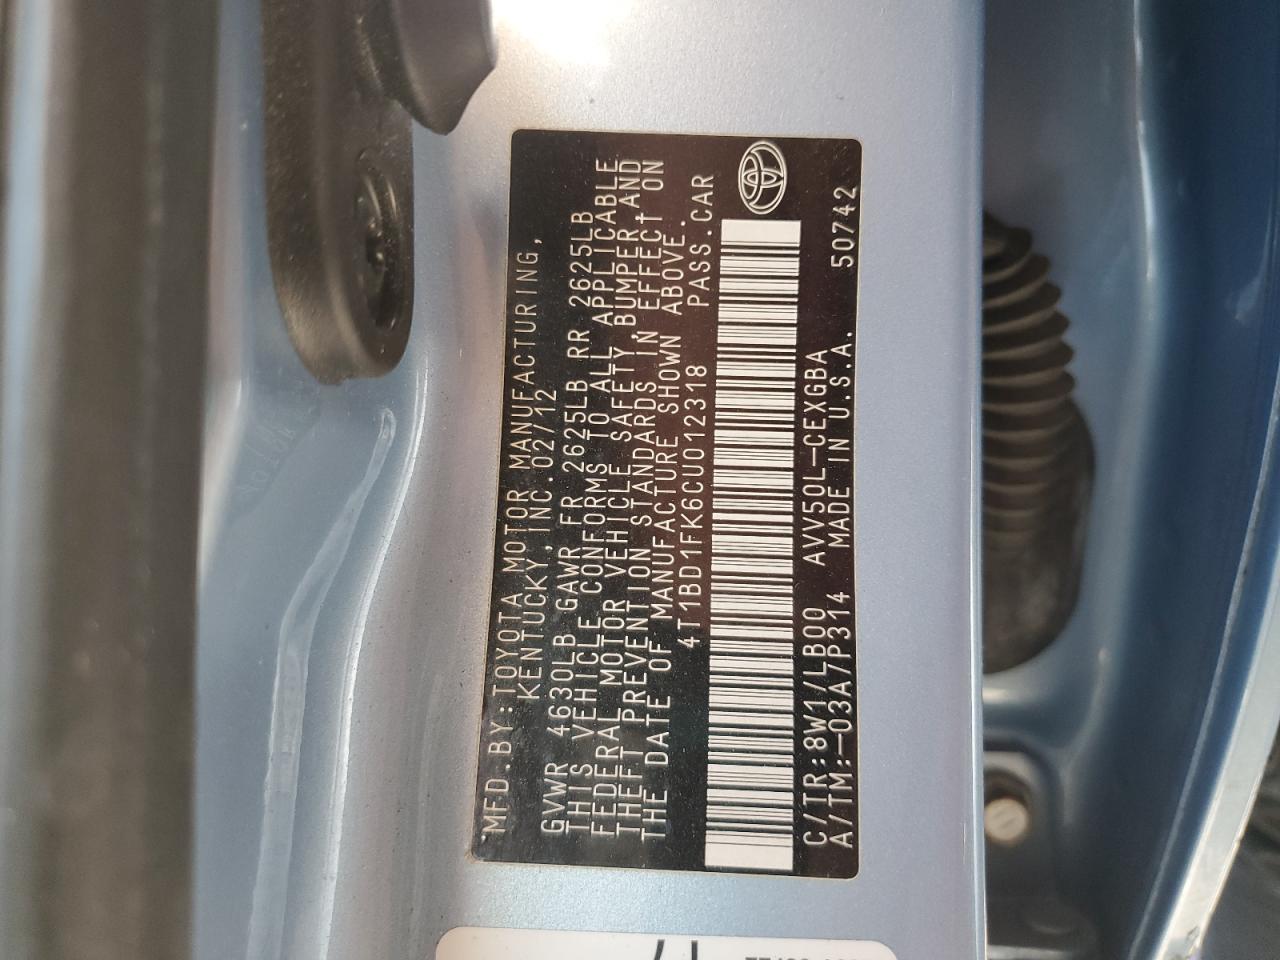 MFD.BY:TOYOTA MOTOR MANUFACTURING,
KENTUCKY,INC.02/12
GVWR 4630LB GAWR FR 2625LB RR 2625LB
THIS VEHICLE CONFORMS TO ALL APPLICABLE
FEDERAL MOTOR VEHICLE SAFETY,BUMPER,AND
THEFT PREVENTION STANDARDS IN EFFECT ON
THE DATE OF MANUFACTURE SHOWN ABOVE.
4T1BD1FK6CU012318 PASS.CAR
C/TR:8W1/LB00 AVV50L-CEXGBA
A/TM:-03A/P314 MADE IN U.S.A. 50742